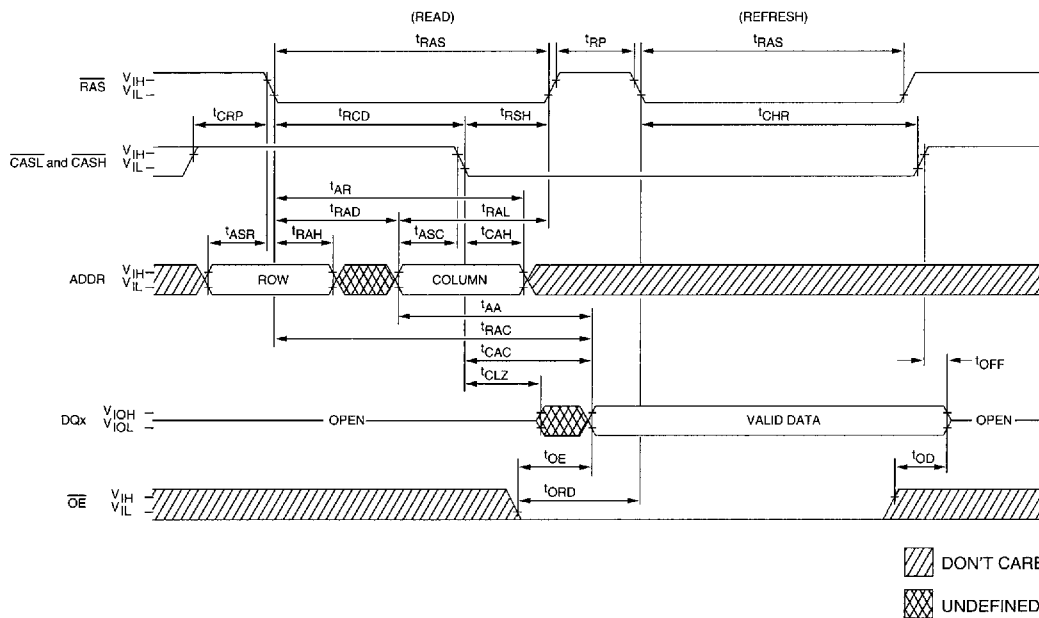 (READ) (REFRESH)
tRAS tRP tRAS
RAS VIH
VIL
tCRP tRCD tRSH tCHR
CASL and CASH VIH
VIL
tAR
tRAD tRAL
tASR tRAH tASC tCAH
ADDR VIH
VIL
ROW COLUMN
tAA
tRAC
tCAC
tCLZ tOFF
DQx VIOH
VIOL
OPEN VALID DATA OPEN
tOE tOD
tORD
OE VIH
VIL
DON'T CARE
UNDEFINED